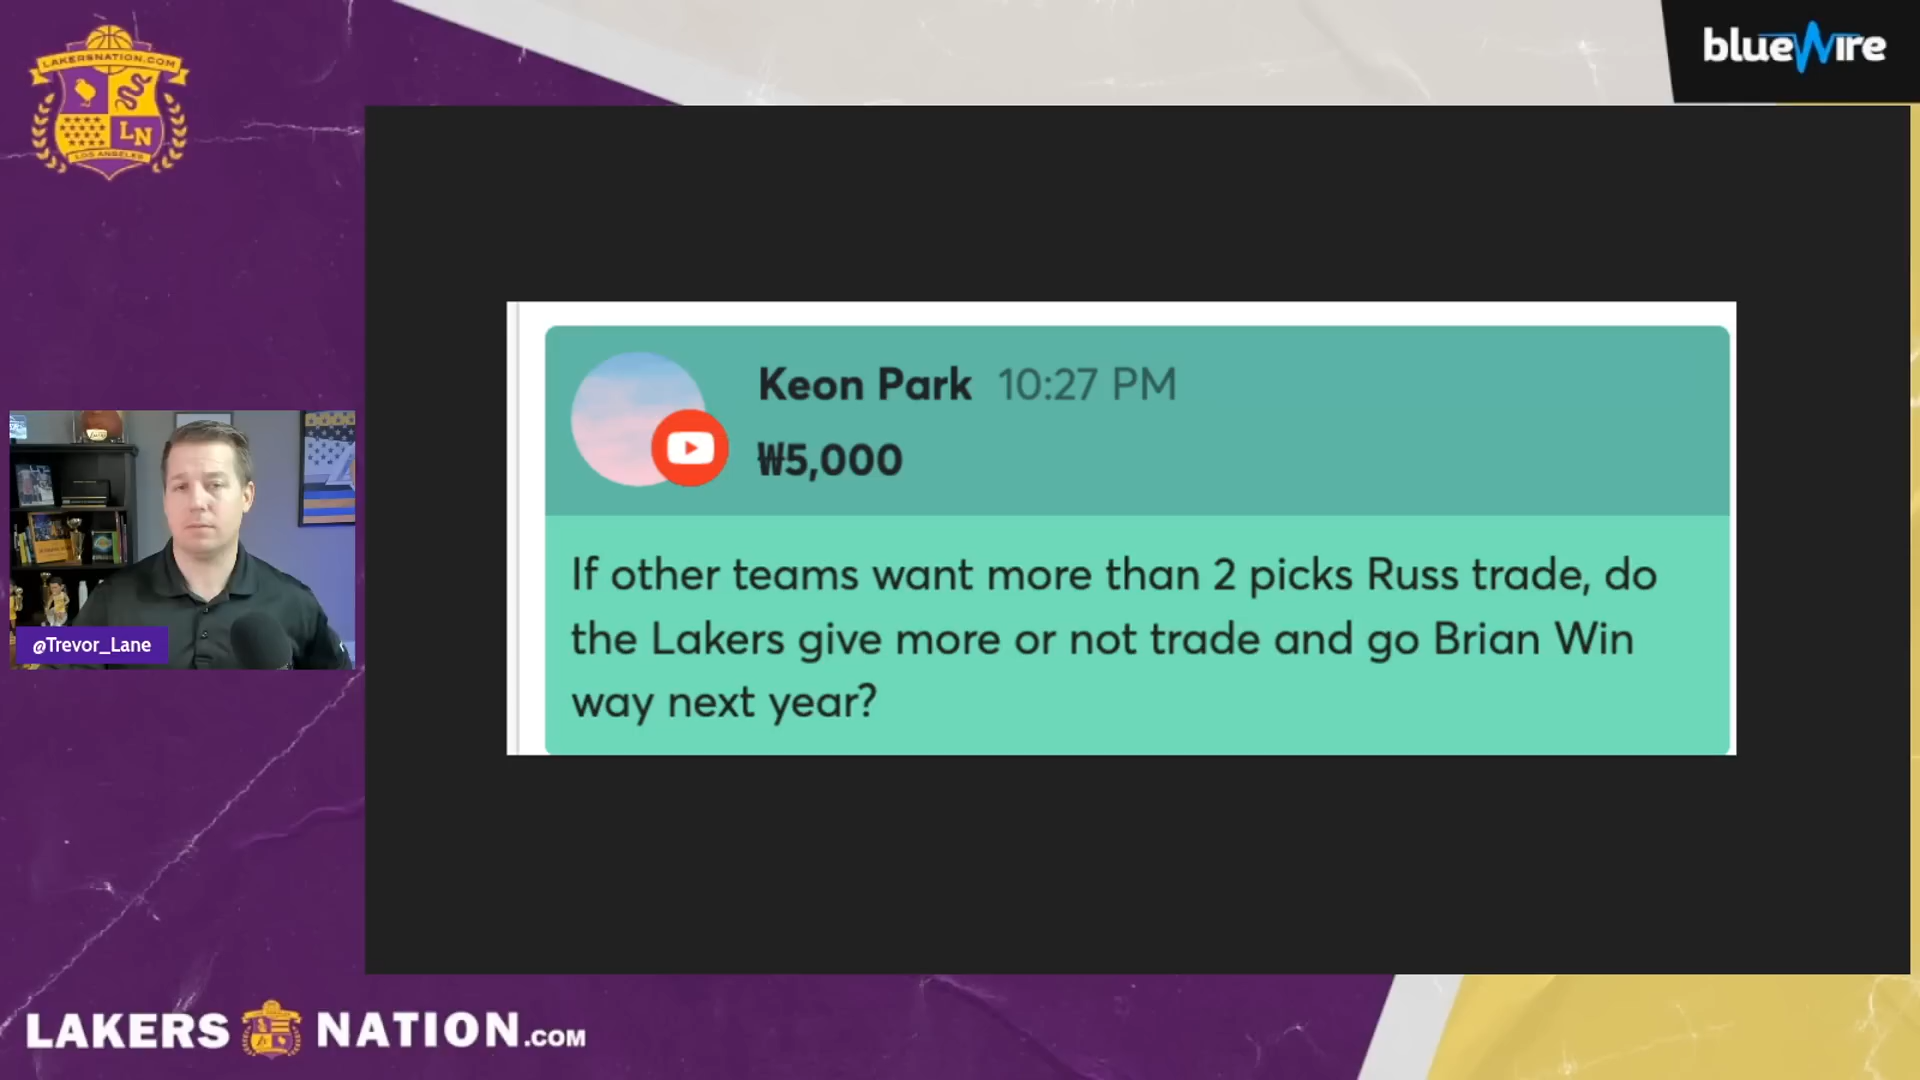 LAKERSNATION.COM
LN
LOS ANGELES
blueWire
Keon Park 10:27 PM
₩5,000
If other teams want more than 2 picks Russ trade, do
the Lakers give more or not trade and go Brian Win
way next year?
@Trevor_Lane
LAKERS NATION.COM